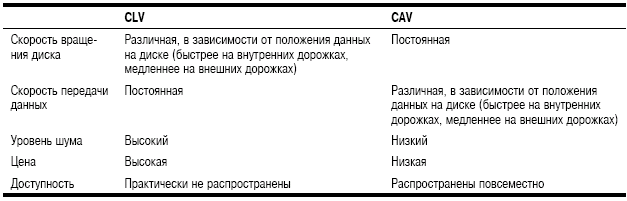 CLV CAV
Скорость враще- Различная, в зависимости от положения данных Постоянная
ния диска на диске (быстрее на внутренних дорожках,
медленнее на внешних дорожках)
Скорость передачи Постоянная Различная, в зависимости от положения
данных данных на диске (быстрее на внутренних
дорожках, медленнее на внешних дорожках)
Уровень шума Высокий Низкий
Цена Высокая Низкая
Доступность Практически не распространены Распространены повсеместно